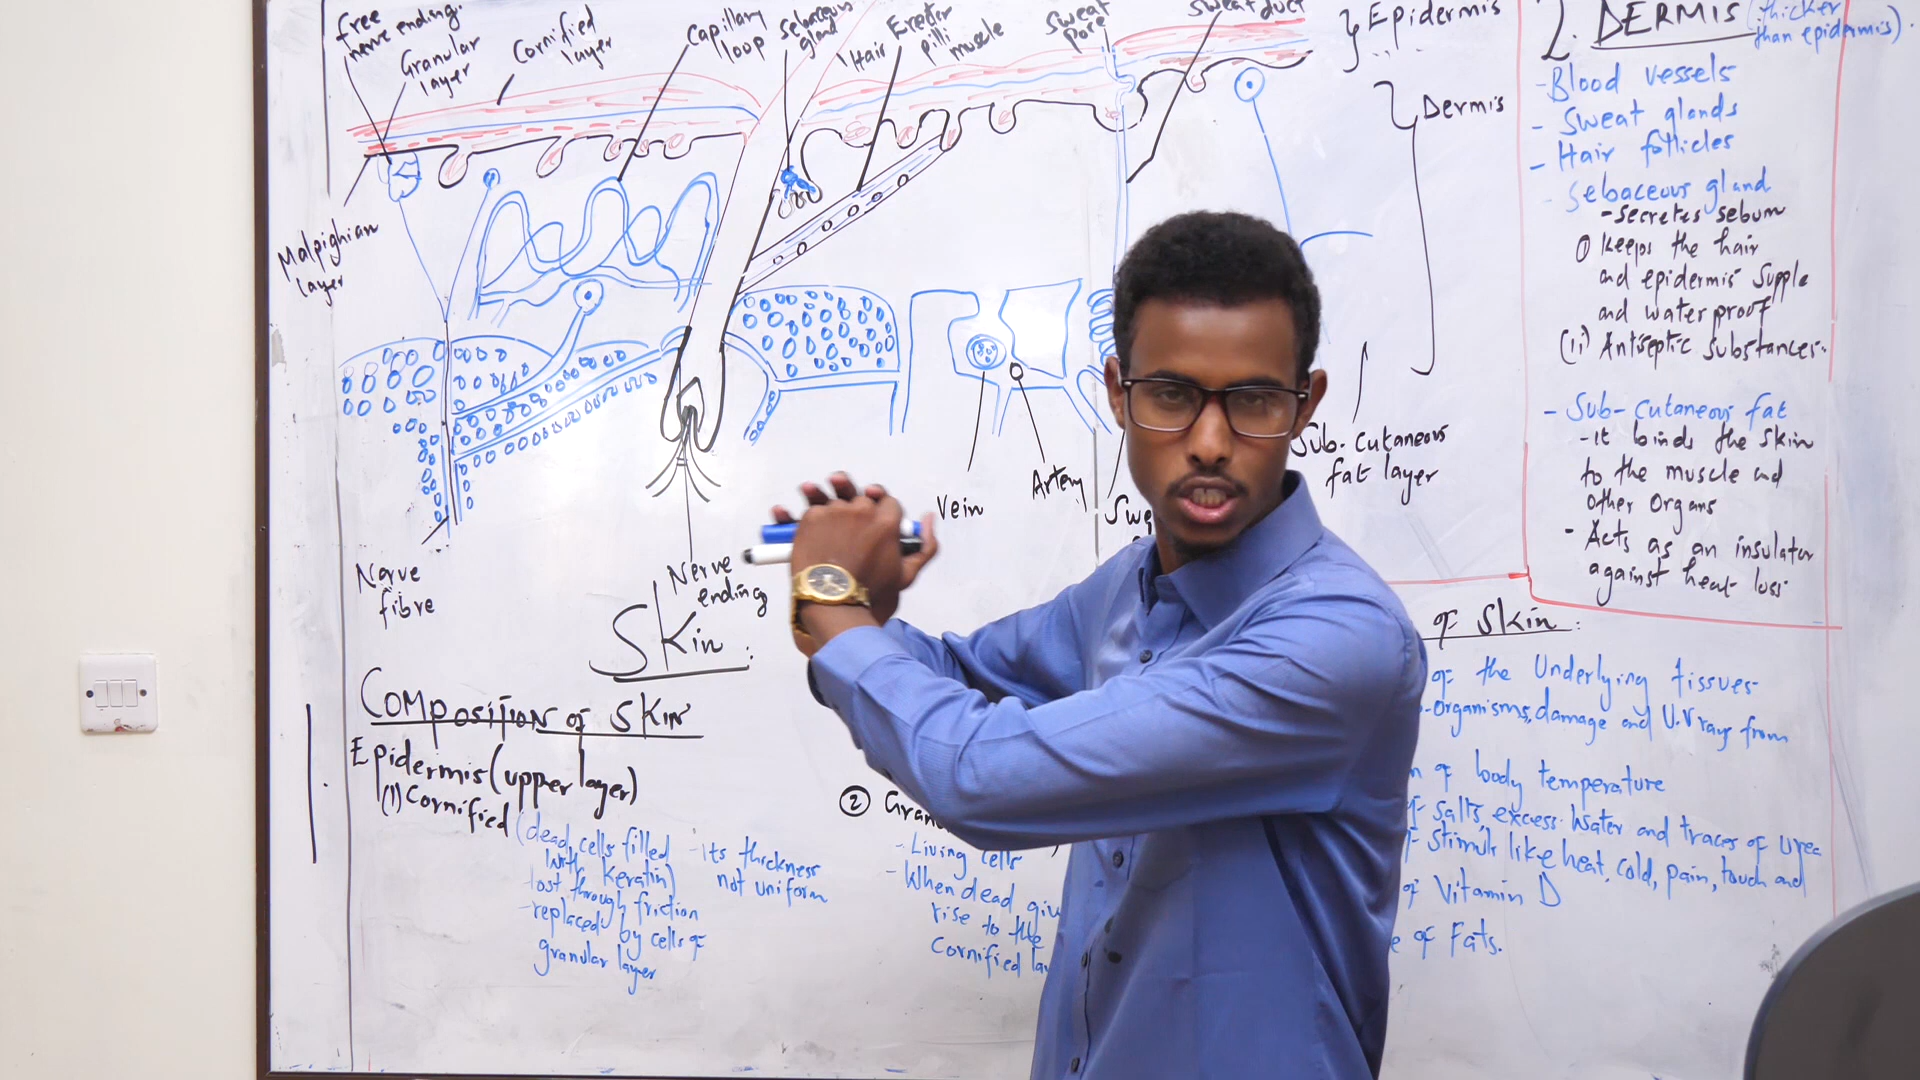 free
nerve ending.
Granular
layer
Cornified
layer
Capillary
loop
Sebaceous
gland
Hair
Erecter
pilli
muscle
Sweat
pore
Sweat duct
Epidermis
Dermis
Malpighian
layer
Nerve
fibre
Nerve
ending
Vein
Artery
Swe
Sub-cutaneous
fat layer
Skin:
2. DERMIS (thicker
than epidermis).
- Blood vessels
- Sweat glands
- Hair follicles
- Sebaceous gland
- secretes sebum
(i) Keeps the hair
and epidermis supple
and waterproof
(ii) Antiseptic substances.
- Sub-cutaneous fat
- it binds the skin
to the muscle and
other organs
- Acts as an insulator
against heat loss
Composition of skin
1. Epidermis (upper layer)
(1) Cornified
(dead cells filled
with keratin)
- lost through friction
- replaced by cells of
granular layer
- Its thickness
not uniform
② Granu
- Living cells
- When dead give
rise to the
Cornified lay
of skin:
of the Underlying tissues
-organisms, damage and U.V rays from
n of body temperature
of salts, excess water and traces of urea
of stimuli like heat, cold, pain, touch and
of Vitamin D
e of Fats.